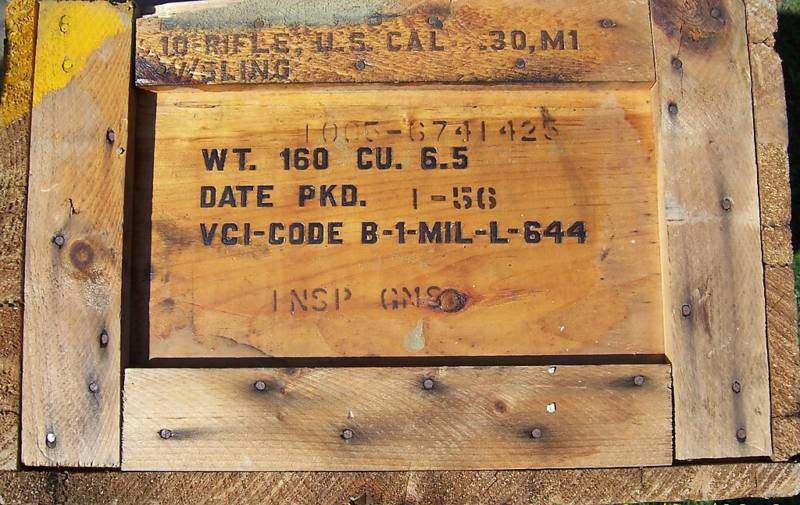 10-RIFLE, U.S. CAL .30, M1
W/SLING
1005-6741425
WT. 160 CU. 6.5
DATE PKD. 1-56
VCI-CODE B-1-MIL-L-644
INSP GMS